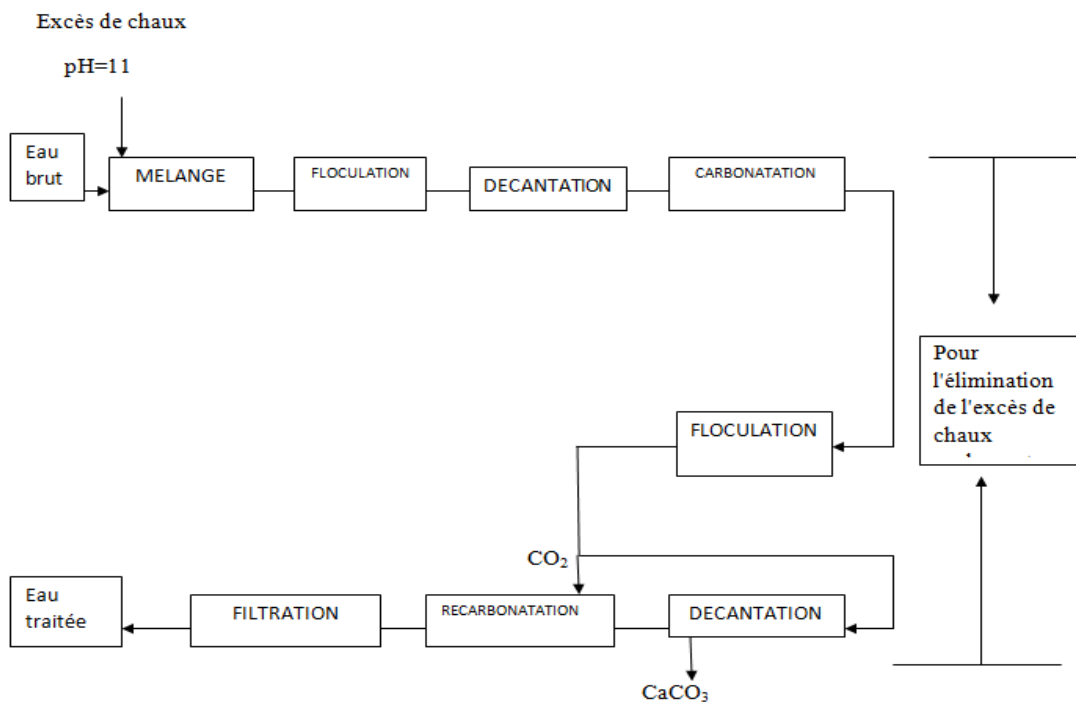 Excès de chaux
pH=11
Eau
brut
MELANGE
FLOCULATION
DECANTATION
CARBONATATION
Pour
l'élimination
de l'excès de
chaux
FLOCULATION
CO₂
Eau
traitée
FILTRATION
RECARBONATATION
DECANTATION
CaCO₃